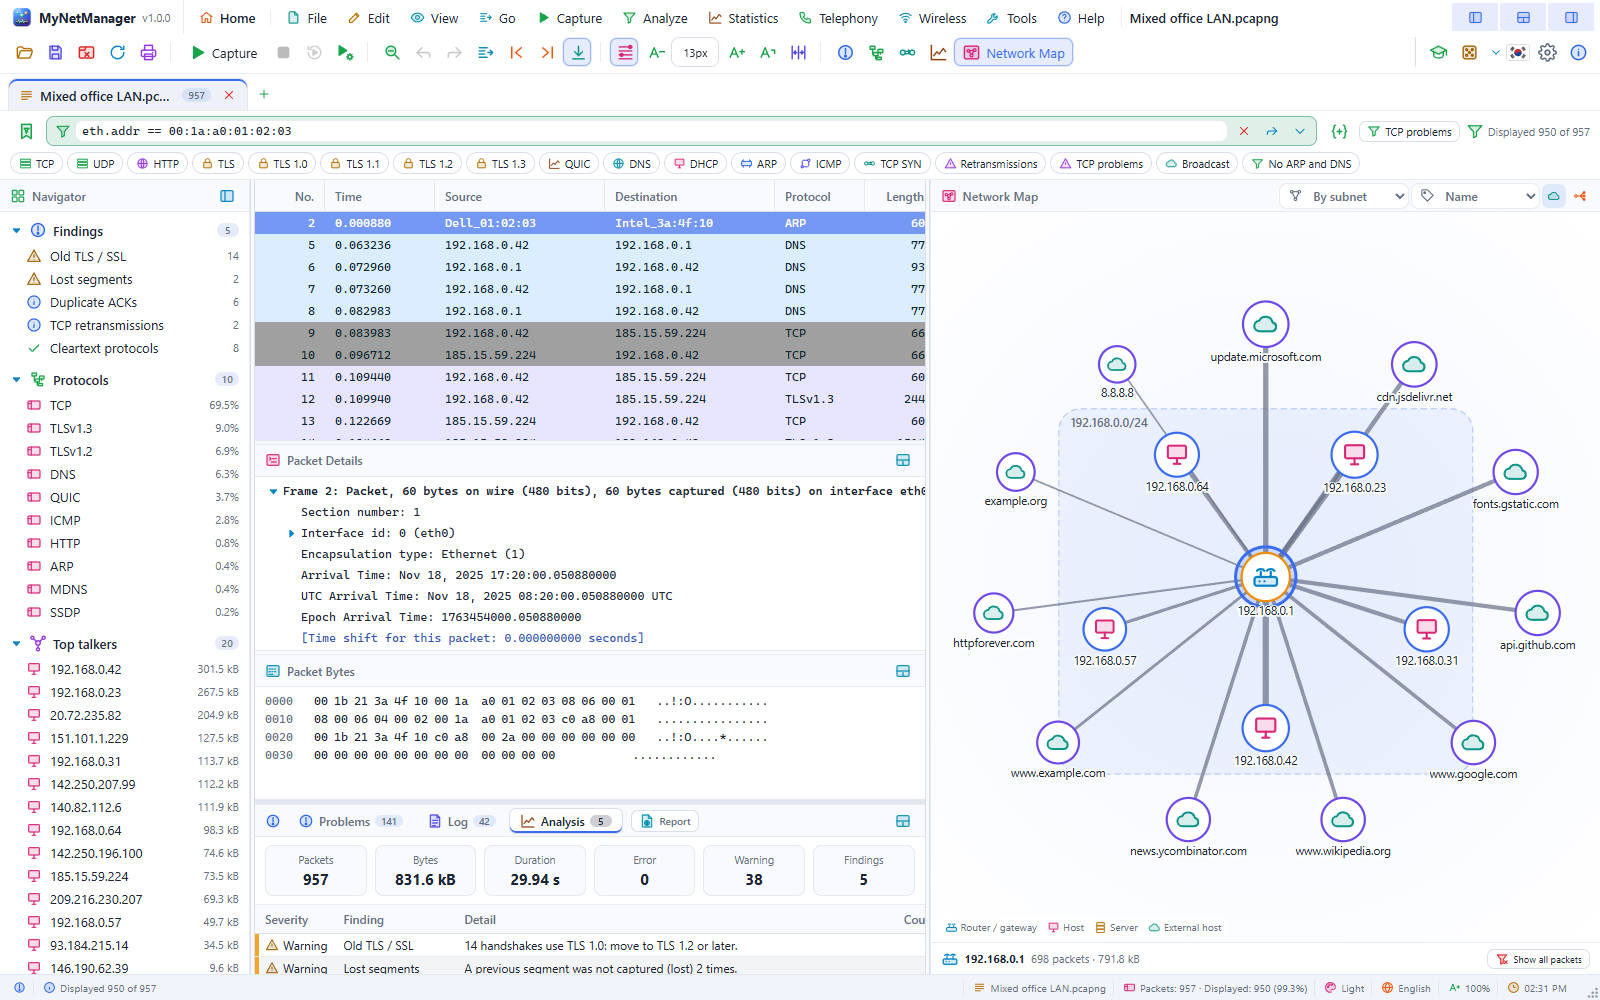 MyNetManager v1.0.0 Home File Edit View Go Capture Analyze Statistics Telephony Wireless Tools Help Mixed office LAN.pcapng
Capture A− 13px A+ Network Map
Mixed office LAN.pc... 957
eth.addr == 00:1a:a0:01:02:03 TCP problems Displayed 950 of 957
TCP UDP HTTP TLS TLS 1.0 TLS 1.1 TLS 1.2 TLS 1.3 QUIC DNS DHCP ARP ICMP TCP SYN Retransmissions TCP problems Broadcast No ARP and DNS
Navigator
Findings 5
Old TLS / SSL 14
Lost segments 2
Duplicate ACKs 6
TCP retransmissions 2
Cleartext protocols 8
Protocols 10
TCP 69.5%
TLSv1.3 9.0%
TLSv1.2 6.9%
DNS 6.3%
QUIC 3.7%
ICMP 2.8%
HTTP 0.8%
ARP 0.4%
MDNS 0.4%
SSDP 0.2%
Top talkers 20
192.168.0.42 301.5 kB
192.168.0.23 267.5 kB
20.72.235.82 204.9 kB
151.101.1.229 127.5 kB
192.168.0.31 113.7 kB
142.250.207.99 112.2 kB
140.82.112.6 111.9 kB
192.168.0.64 98.3 kB
142.250.196.100 74.6 kB
185.15.59.224 73.5 kB
209.216.230.207 69.3 kB
192.168.0.57 49.7 kB
93.184.215.14 34.5 kB
146.190.62.39 9.6 kB
No. Time Source Destination Protocol Length
2 0.000880 Dell_01:02:03 Intel_3a:4f:10 ARP 60
5 0.063236 192.168.0.42 192.168.0.1 DNS 77
6 0.072960 192.168.0.1 192.168.0.42 DNS 93
7 0.073260 192.168.0.42 192.168.0.1 DNS 77
8 0.082983 192.168.0.1 192.168.0.42 DNS 77
9 0.083983 192.168.0.42 185.15.59.224 TCP 66
10 0.096712 185.15.59.224 192.168.0.42 TCP 66
11 0.109440 192.168.0.42 185.15.59.224 TCP 60
12 0.109940 192.168.0.42 185.15.59.224 TLSv1.3 244
13 0.122669 185.15.59.224 192.168.0.42 TCP 60
Packet Details
Frame 2: Packet, 60 bytes on wire (480 bits), 60 bytes captured (480 bits) on interface eth0
Section number: 1
Interface id: 0 (eth0)
Encapsulation type: Ethernet (1)
Arrival Time: Nov 18, 2025 17:20:00.050880000
UTC Arrival Time: Nov 18, 2025 08:20:00.050880000 UTC
Epoch Arrival Time: 1763454000.050880000
[Time shift for this packet: 0.000000000 seconds]
Packet Bytes
0000 00 1b 21 3a 4f 10 00 1a a0 01 02 03 08 06 00 01 ..!:O...........
0010 08 00 06 04 00 02 00 1a a0 01 02 03 c0 a8 00 01 ................
0020 00 1b 21 3a 4f 10 c0 a8 00 2a 00 00 00 00 00 00 ..!:O....*......
0030 00 00 00 00 00 00 00 00 00 00 00 00 ............
Problems 141 Log 42 Analysis 5 Report
Packets Bytes Duration Error Warning Findings
957 831.6 kB 29.94 s 0 38 5
Severity Finding Detail Cou
Warning Old TLS / SSL 14 handshakes use TLS 1.0: move to TLS 1.2 or later.
Warning Lost segments A previous segment was not captured (lost) 2 times.
Network Map By subnet Name
update.microsoft.com
8.8.8.8
cdn.jsdelivr.net
192.168.0.0/24
192.168.0.64
192.168.0.23
example.org
fonts.gstatic.com
192.168.0.1
httpforever.com
api.github.com
192.168.0.57
192.168.0.31
192.168.0.42
www.example.com
www.google.com
news.ycombinator.com
www.wikipedia.org
Router / gateway Host Server External host
192.168.0.1 698 packets · 791.8 kB Show all packets
Displayed 950 of 957 Mixed office LAN.pcapng Packets: 957 · Displayed: 950 (99.3%) Light English A+ 100% 02:31 PM